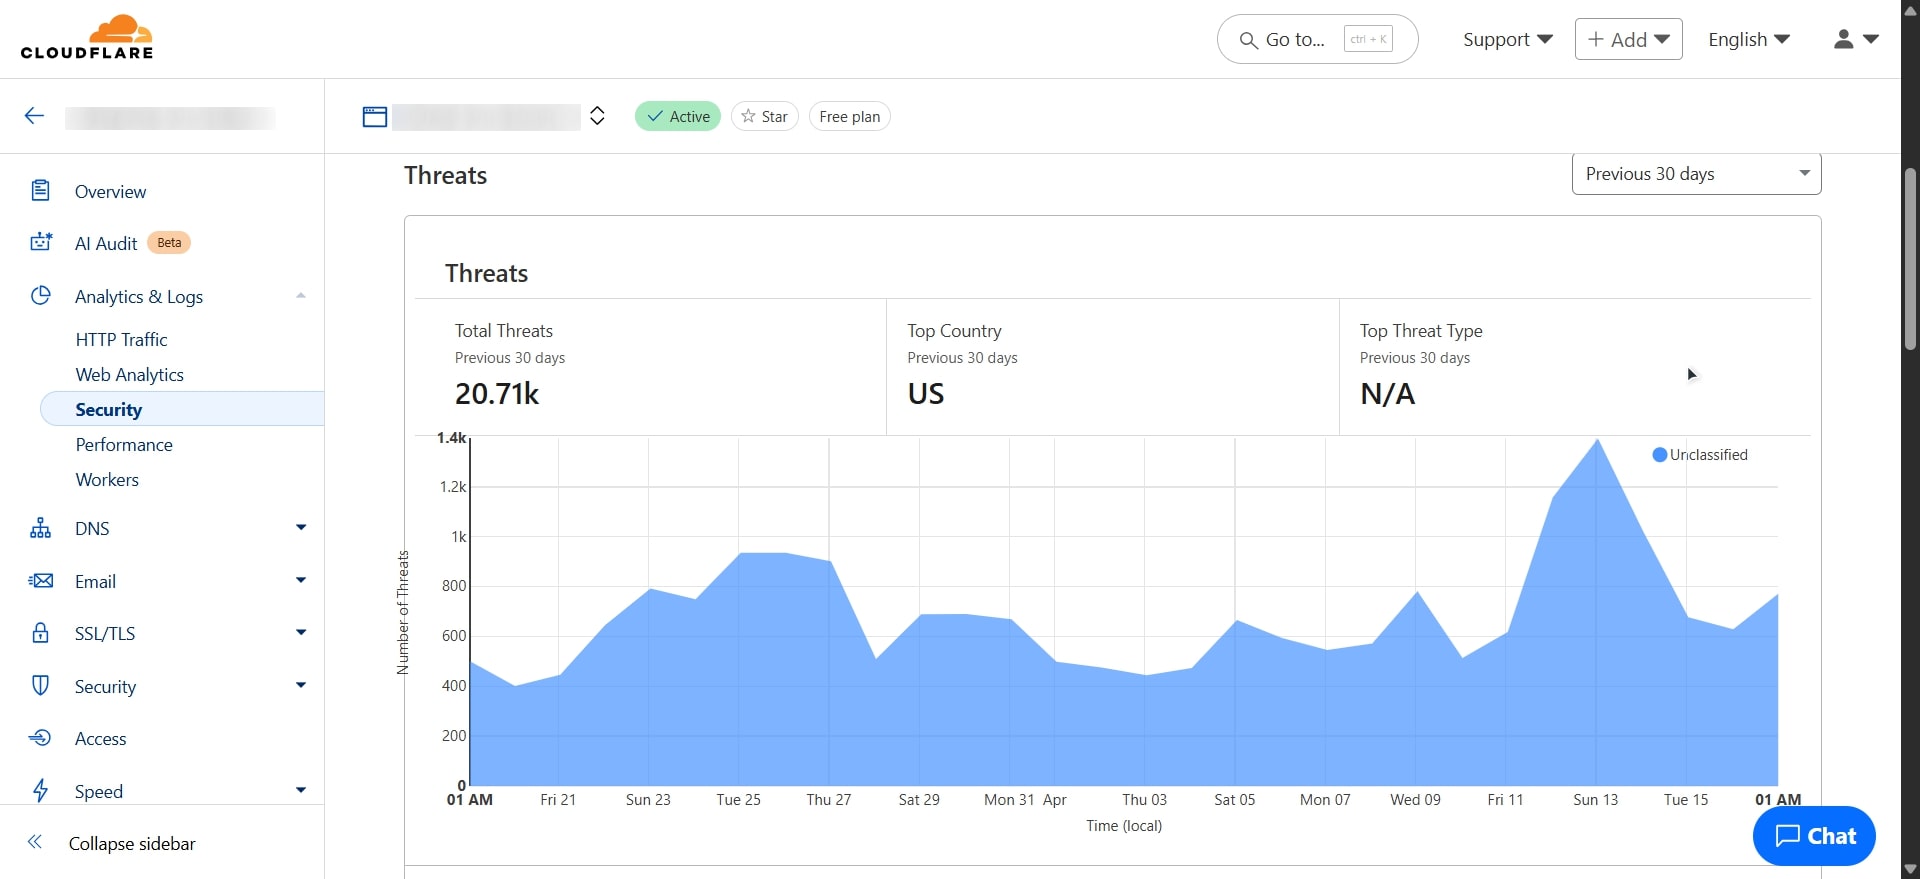 CLOUDFLARE
Go to... ctrl + K
Support
+ Add
English
Active
Star
Free plan
Overview
AI Audit Beta
Analytics & Logs
HTTP Traffic
Web Analytics
Security
Performance
Workers
DNS
Email
SSL/TLS
Security
Access
Speed
Collapse sidebar
Threats
Previous 30 days
Threats
Total Threats
Previous 30 days
20.71k
Top Country
Previous 30 days
US
Top Threat Type
Previous 30 days
N/A
Unclassified
Number of Threats
1.4k
1.2k
1k
800
600
400
200
0
01 AM Fri 21 Sun 23 Tue 25 Thu 27 Sat 29 Mon 31 Apr Thu 03 Sat 05 Mon 07 Wed 09 Fri 11 Sun 13 Tue 15 01 AM
Time (local)
Chat